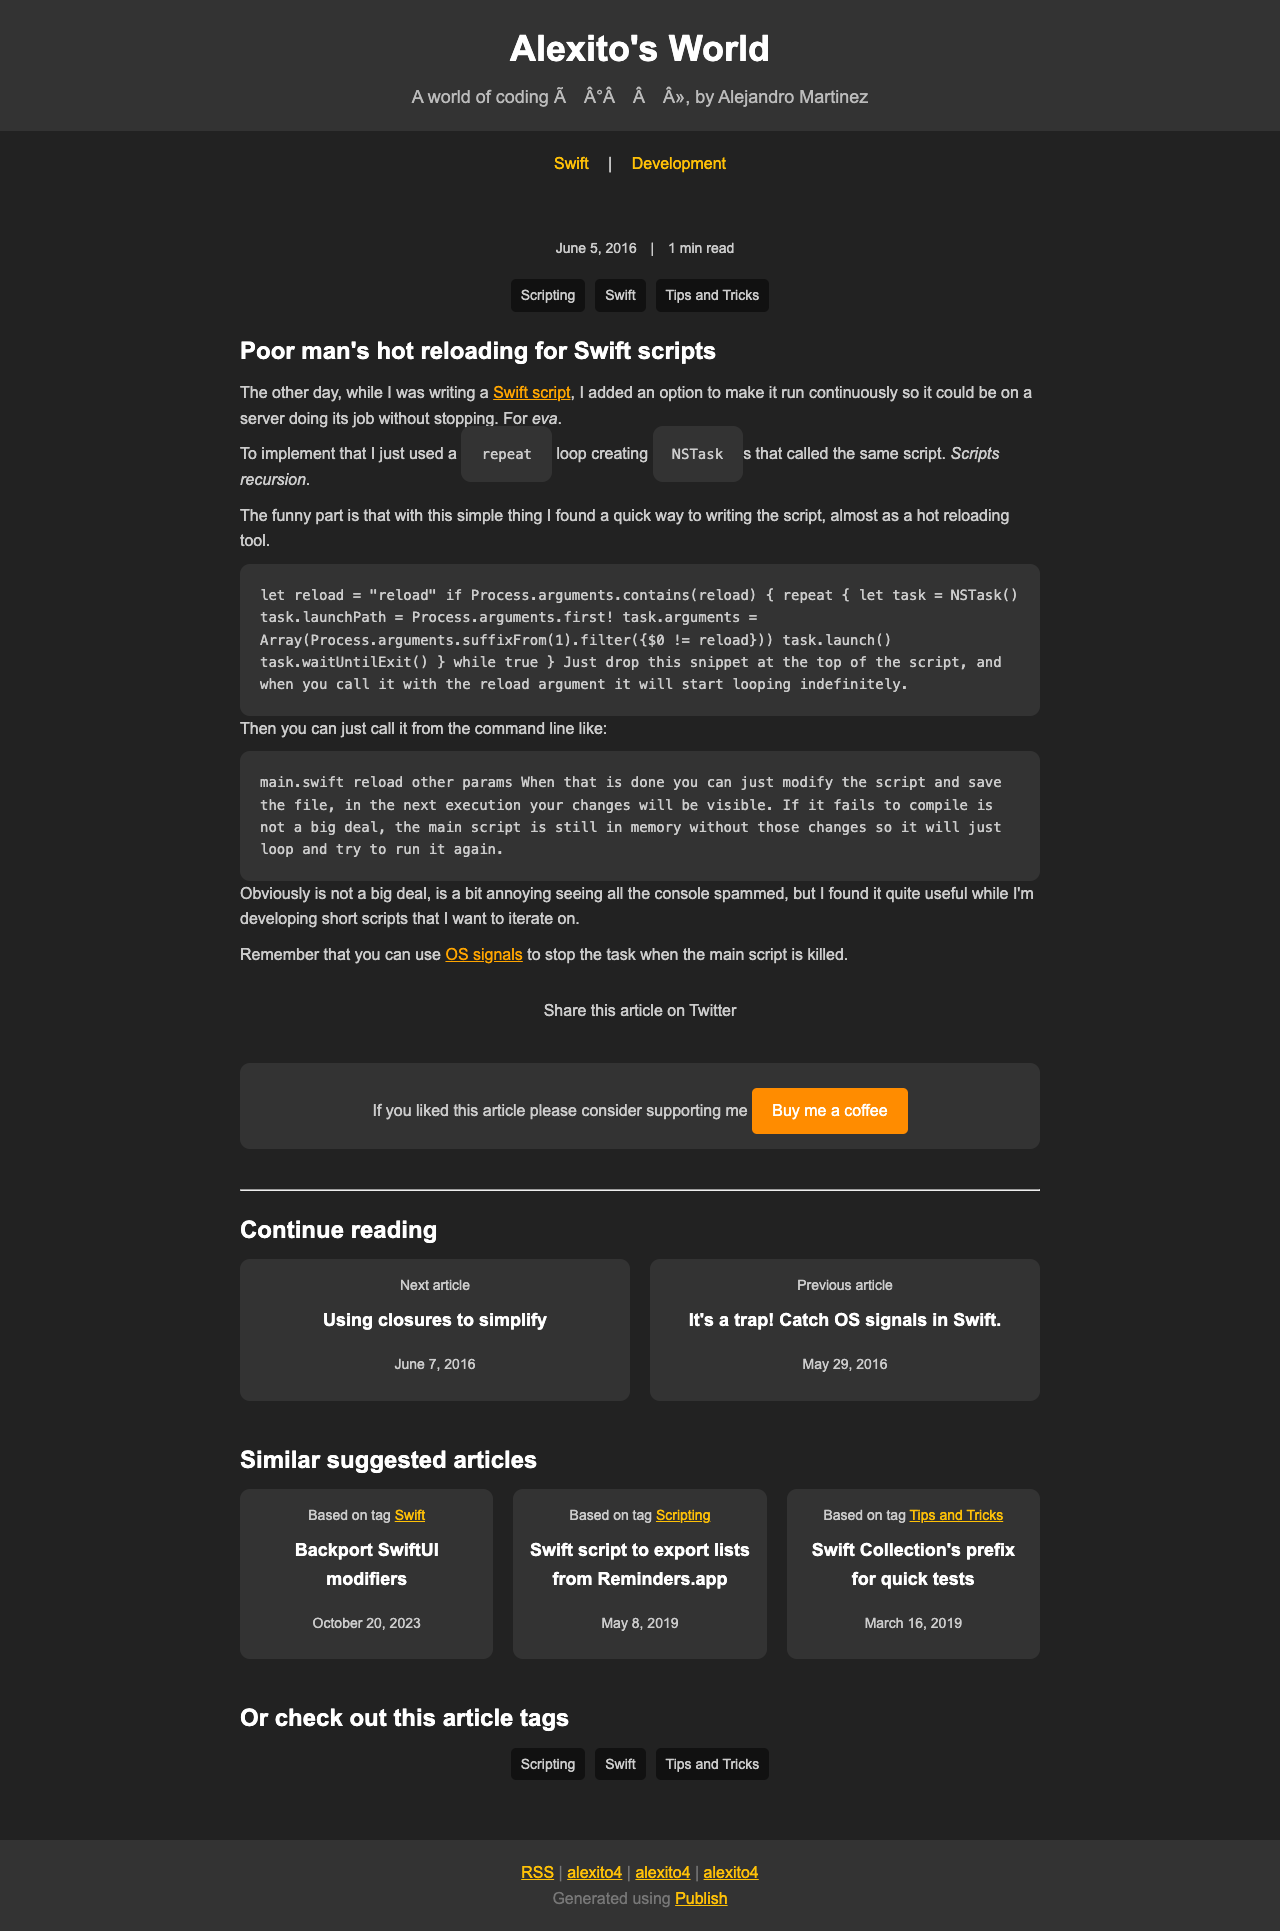 Alexito's World
A world of coding Ã Â°Â Â Â», by Alejandro Martinez
Swift | Development
June 5, 2016 | 1 min read
Scripting Swift Tips and Tricks
Poor man's hot reloading for Swift scripts
The other day, while I was writing a Swift script, I added an option to make it run continuously so it could be on a
server doing its job without stopping. For eva.
To implement that I just used a repeat loop creating NSTask s that called the same script. Scripts
recursion.
The funny part is that with this simple thing I found a quick way to writing the script, almost as a hot reloading
tool.
let reload = "reload" if Process.arguments.contains(reload) { repeat { let task = NSTask()
task.launchPath = Process.arguments.first! task.arguments =
Array(Process.arguments.suffixFrom(1).filter({$0 != reload})) task.launch()
task.waitUntilExit() } while true } Just drop this snippet at the top of the script, and
when you call it with the reload argument it will start looping indefinitely.
Then you can just call it from the command line like:
main.swift reload other params When that is done you can just modify the script and save
the file, in the next execution your changes will be visible. If it fails to compile is
not a big deal, the main script is still in memory without those changes so it will just
loop and try to run it again.
Obviously is not a big deal, is a bit annoying seeing all the console spammed, but I found it quite useful while I'm
developing short scripts that I want to iterate on.
Remember that you can use OS signals to stop the task when the main script is killed.
Share this article on Twitter
If you liked this article please consider supporting me Buy me a coffee
Continue reading
Next article
Using closures to simplify
June 7, 2016
Previous article
It's a trap! Catch OS signals in Swift.
May 29, 2016
Similar suggested articles
Based on tag Swift
Backport SwiftUI
modifiers
October 20, 2023
Based on tag Scripting
Swift script to export lists
from Reminders.app
May 8, 2019
Based on tag Tips and Tricks
Swift Collection's prefix
for quick tests
March 16, 2019
Or check out this article tags
Scripting Swift Tips and Tricks
RSS | alexito4 | alexito4 | alexito4
Generated using Publish